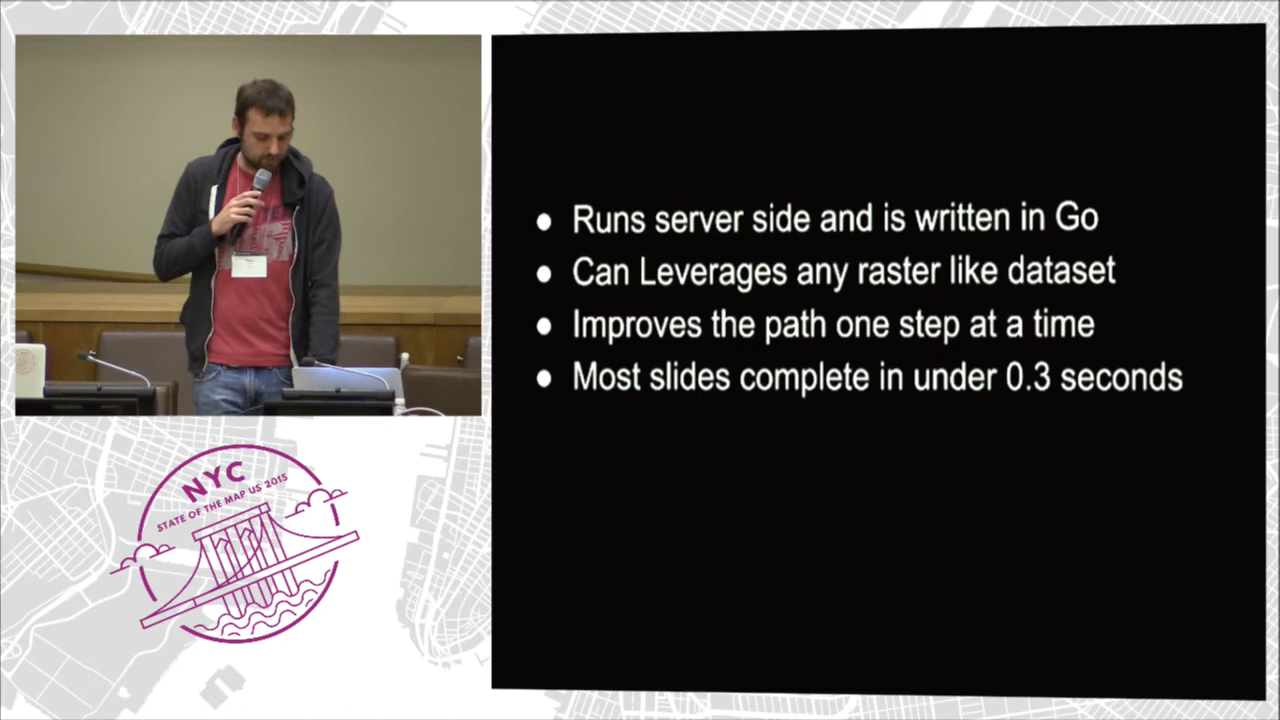 Runs server side and is written in Go
Can Leverages any raster like dataset
Improves the path one step at a time
Most slides complete in under 0.3 seconds
NYC
STATE OF THE MAP US 2015